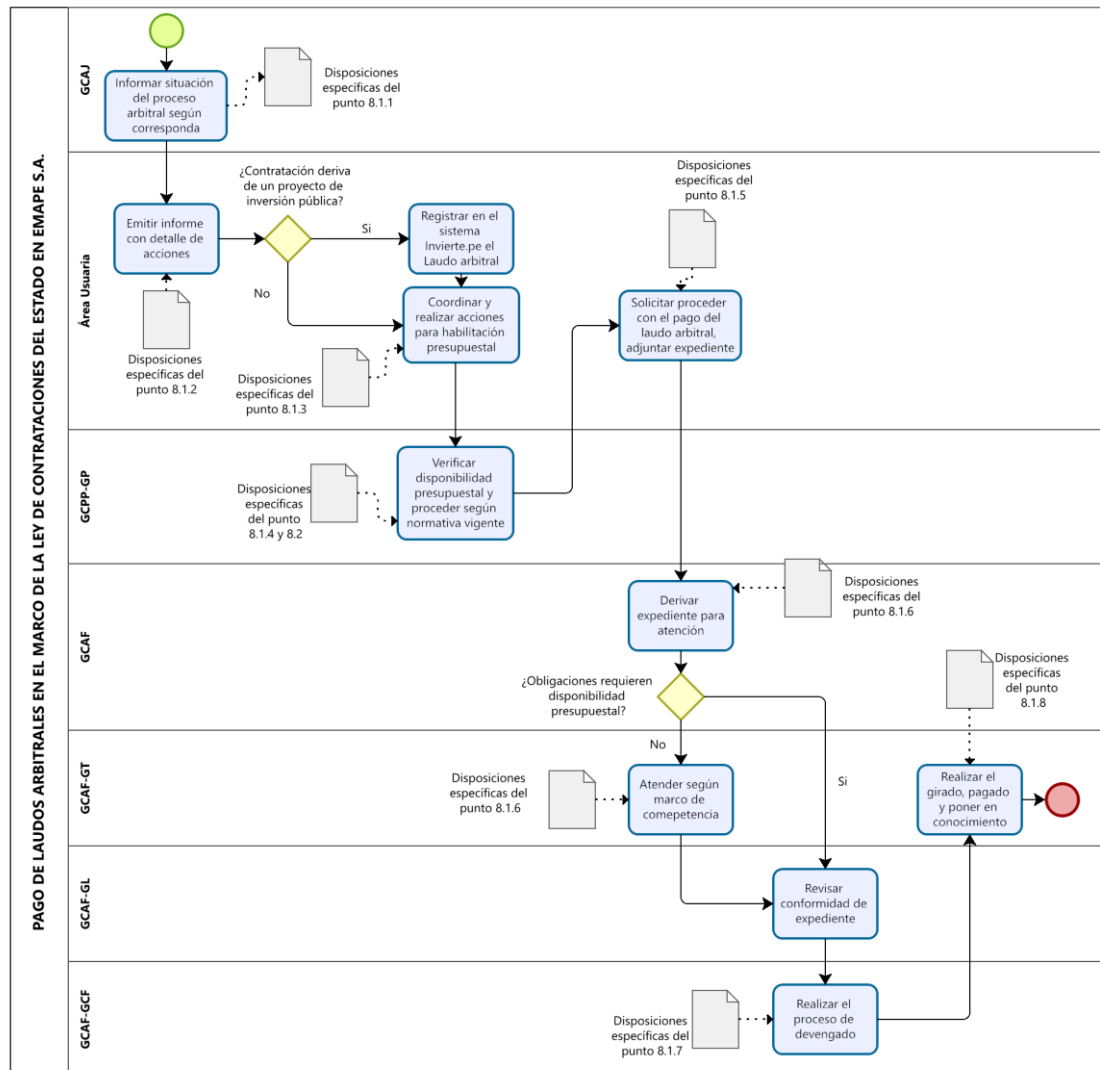 PAGO DE LAUDOS ARBITRALES EN EL MARCO DE LA LEY DE CONTRATACIONES DEL ESTADO EN EMAPE S.A.
GCAJ
Informar situación
del proceso
arbitral según
corresponda
Disposiciones
específicas del
punto 8.1.1
Área Usuaria
Emitir informe
con detalle de
acciones
Disposiciones
específicas del
punto 8.1.2
¿Contratación deriva
de un proyecto de
inversión pública?
Si
No
Registrar en el
sistema
Invierte.pe el
Laudo arbitral
Coordinar y
realizar acciones
para habilitación
presupuestal
Disposiciones
específicas del
punto 8.1.3
Disposiciones
específicas del
punto 8.1.5
Solicitar proceder
con el pago del
laudo arbitral,
adjuntar expediente
GCPP-GP
Disposiciones
específicas
del punto
8.1.4 y 8.2
Verificar
disponibilidad
presupuestal y
proceder según
normativa vigente
GCAF
Derivar
expediente para
atención
Disposiciones
específicas del
punto 8.1.6
¿Obligaciones requieren
disponibilidad
presupuestal?
No
Si
Disposiciones
específicas
del punto
8.1.8
GCAF-GT
Disposiciones
específicas del
punto 8.1.6
Atender según
marco de
comepetencia
Realizar el
girado, pagado
y poner en
conocimiento
GCAF-GL
Revisar
conformidad de
expediente
GCAF-GCF
Disposiciones
específicas del
punto 8.1.7
Realizar el
proceso de
devengado